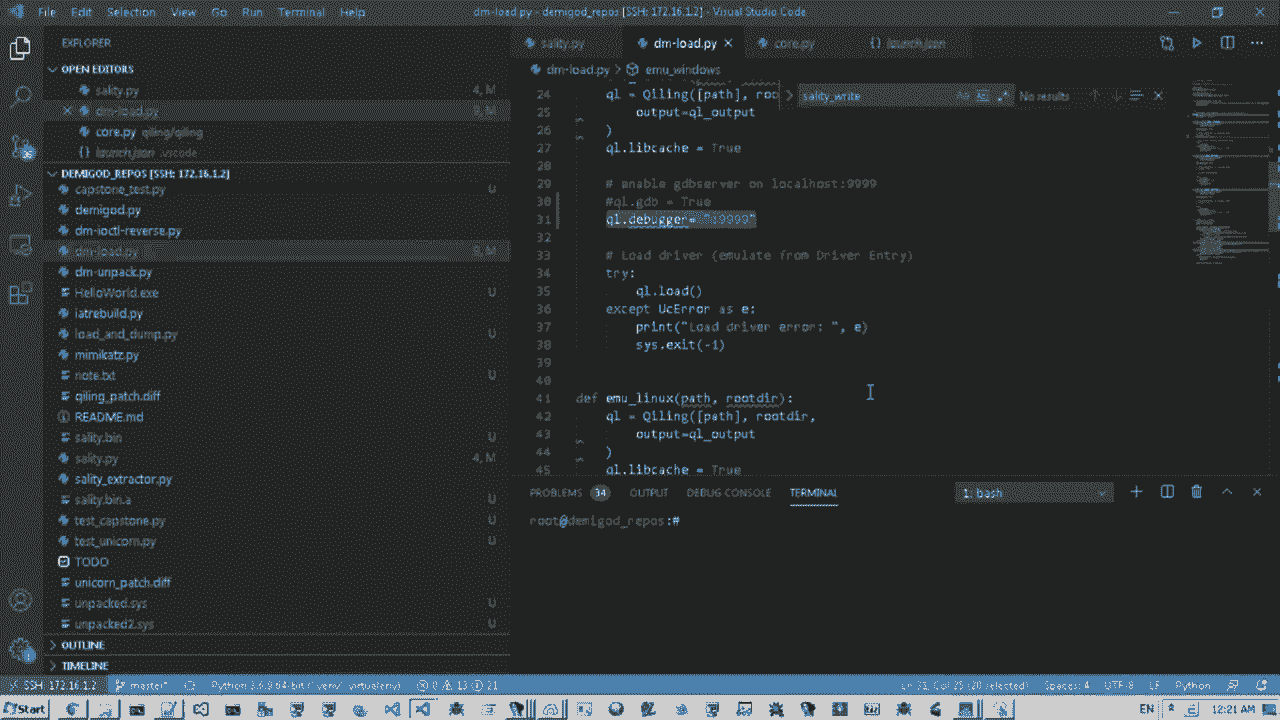 File Edit Selection View Go Run Terminal Help
dm-load.py - demigod_repos [SSH: 172.16.1.2] - Visual Studio Code
EXPLORER
OPEN EDITORS
sality.py 4, M
dm-load.py
core.py qiling/qiling
launch.json .vscode
DEMIGOD_REPOS [SSH: 172.16.1.2]
capstone_test.py U
demigod.py
dm-ioctl-reverse.py
dm-load.py
dm-unpack.py
HelloWorld.exe U
iatrebuild.py
load_and_dump.py U
mimikatz.py
note.txt U
qiling_patch.diff
README.md
sality.bin U
sality.py 4, M
sality_extractor.py
sality.bin.a U
test_capstone.py U
test_unicorn.py U
TODO
unicorn_patch.diff
unpacked.sys U
unpacked2.sys U
OUTLINE
TIMELINE
sality.py dm-load.py core.py launch.json
dm-load.py > emu_windows
sality_write No results
24 ql = Qiling([path], roo
25 output=ql_output
26 )
27 ql.libcache = True
28
29 # enable gdbserver on localhost:9999
30 #ql.gdb = True
31 ql.debugger= ":9999"
32
33 # Load driver (emulate from Driver Entry)
34 try:
35 ql.load()
36 except UcError as e:
37 print("Load driver error: ", e)
38 sys.exit(-1)
39
40
41 def emu_linux(path, rootdir):
42 ql = Qiling([path], rootdir,
43 output=ql_output
44 )
45 ql.libcache = True
PROBLEMS 34 OUTPUT DEBUG CONSOLE TERMINAL 1: bash
root@demigod_repos:#
SSH: 172.16.1.2 master* Python 3.6.9 64-bit ('venv': virtualenv) 0 13 21 Ln 31, Col 25 (20 selected) Spaces: 4 UTF-8 LF Python
Start EN 12:21 AM